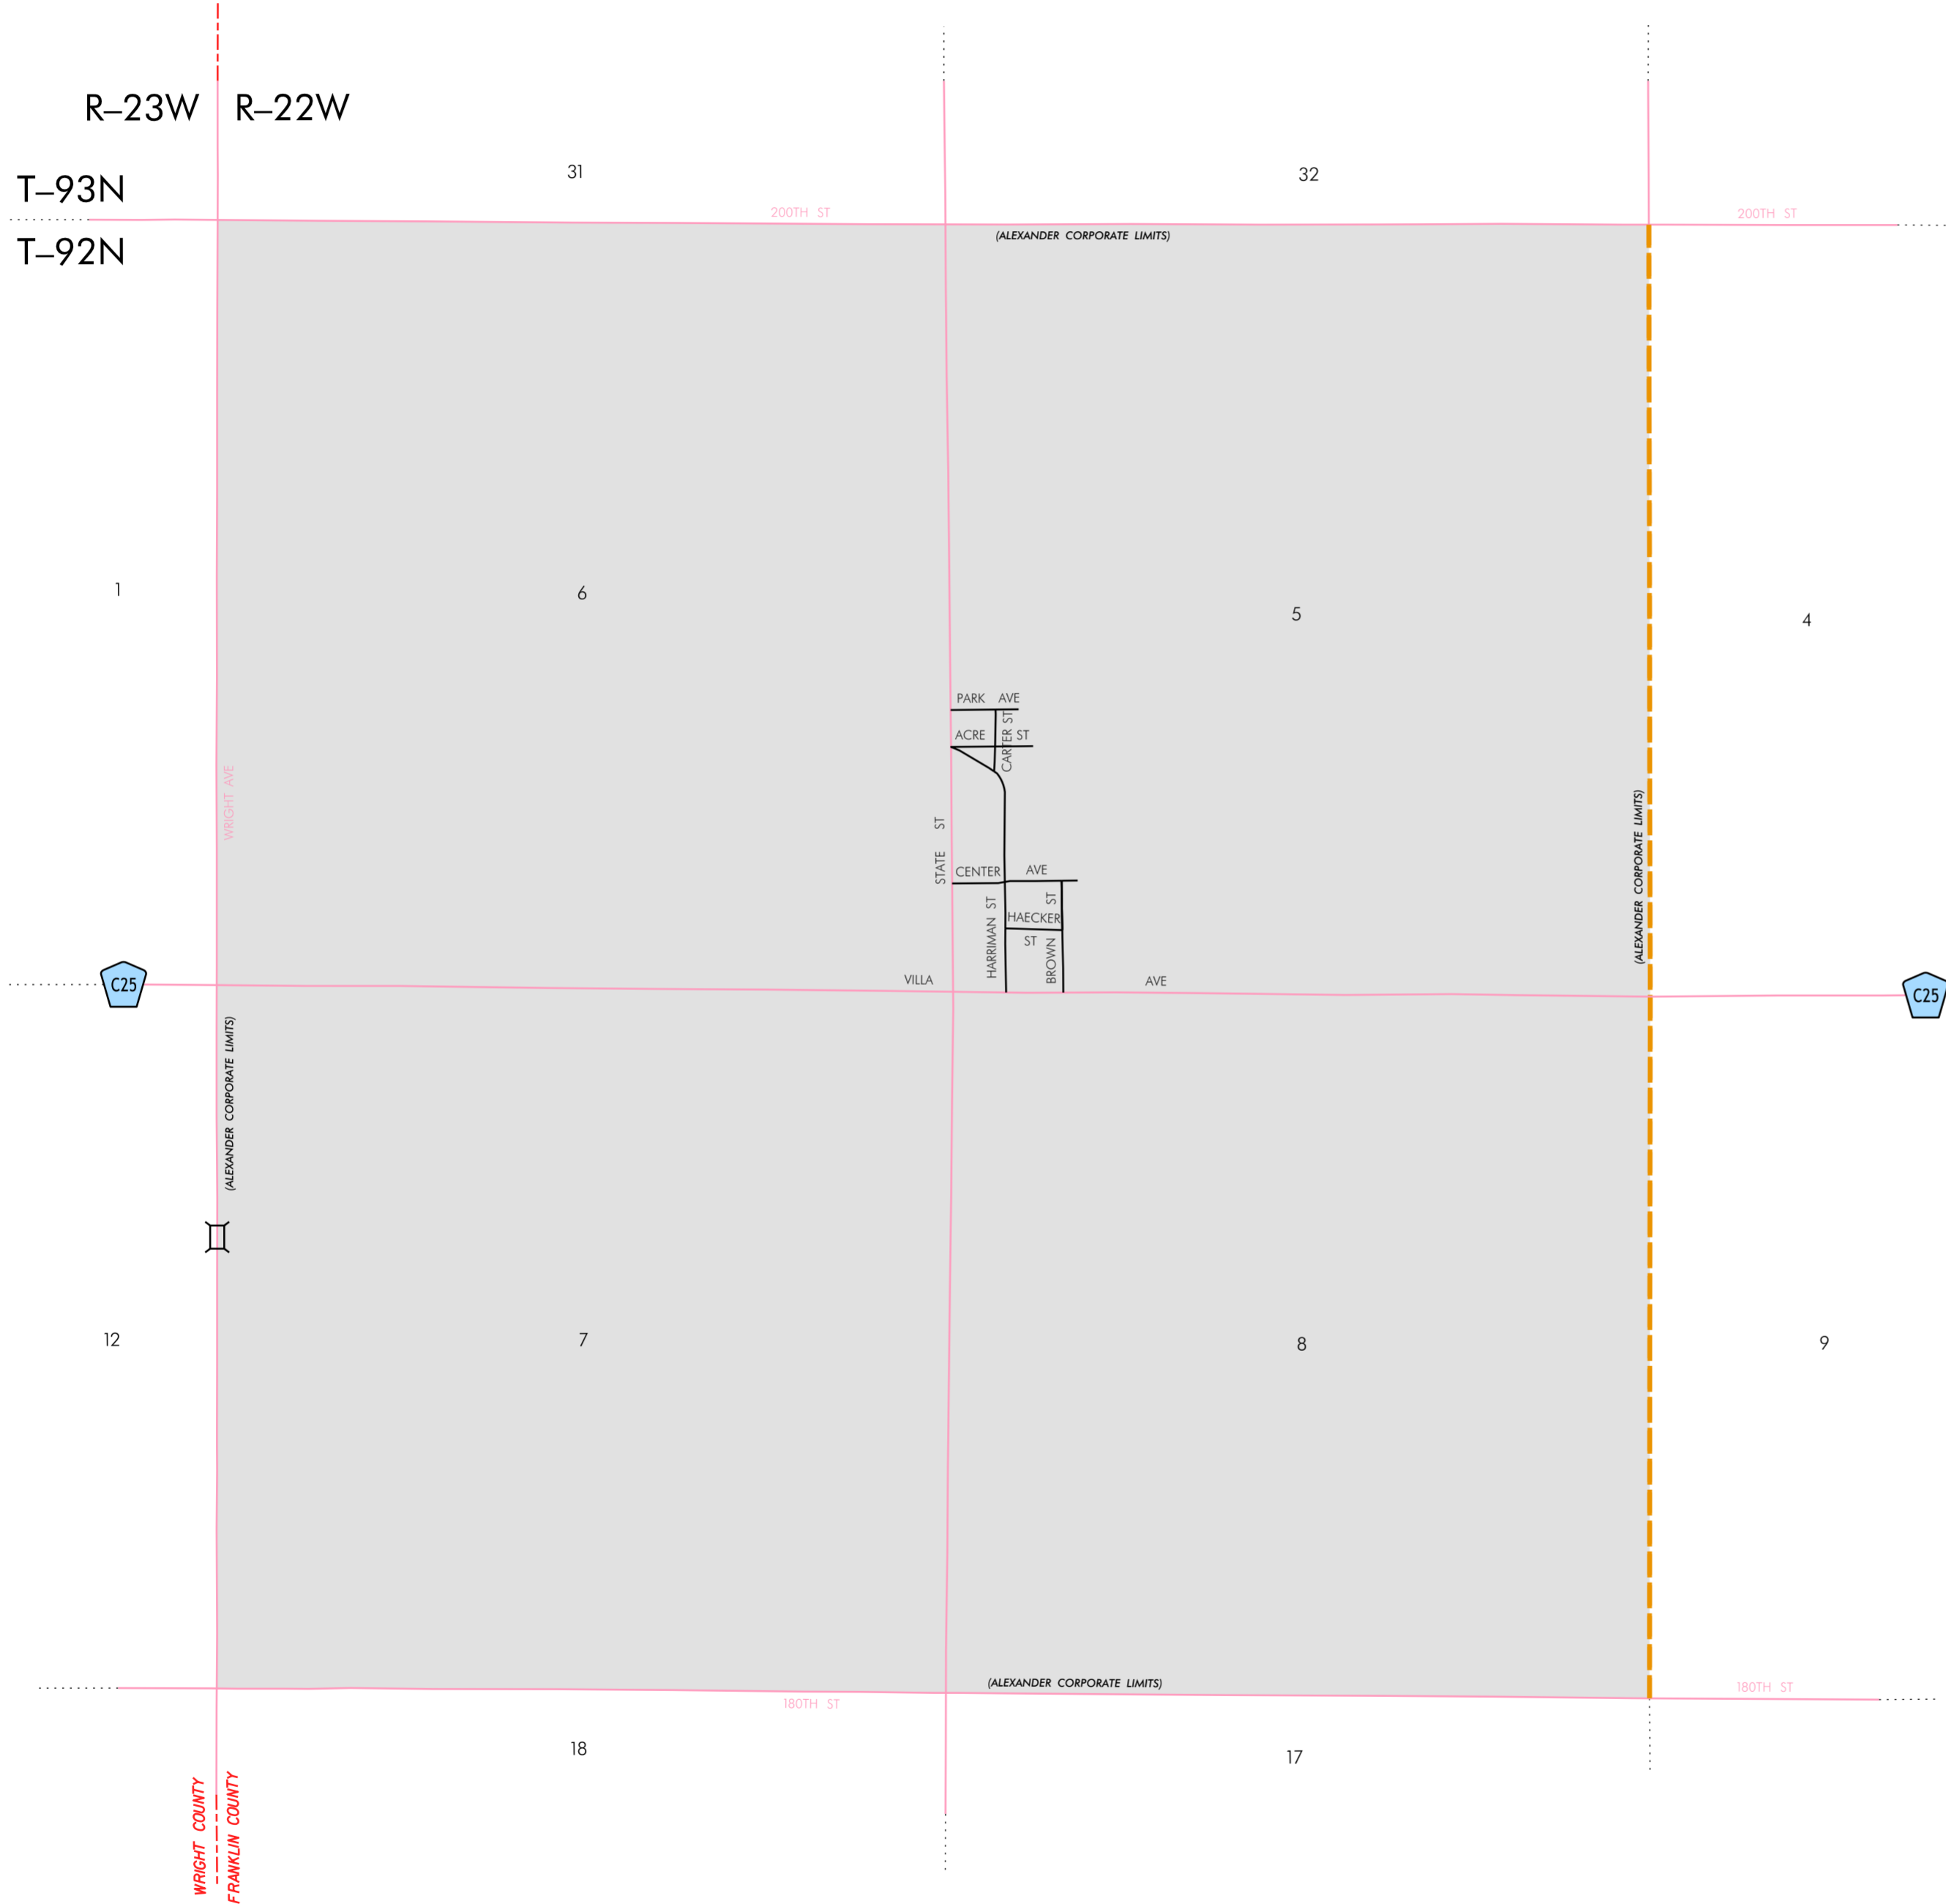 R–23W R–22W
31
32
T–93N
200TH ST
200TH ST
(ALEXANDER CORPORATE LIMITS)
T–92N
1
6
5
4
PARK AVE
CARTER ST
ACRE ST
WRIGHT AVE
STATE ST
(ALEXANDER CORPORATE LIMITS)
CENTER AVE
HARRIMAN ST
HAECKER
ST
BROWN ST
VILLA AVE
C25
C25
(ALEXANDER CORPORATE LIMITS)
12
7
8
9
(ALEXANDER CORPORATE LIMITS)
180TH ST
180TH ST
18
17
WRIGHT COUNTY
FRANKLIN COUNTY